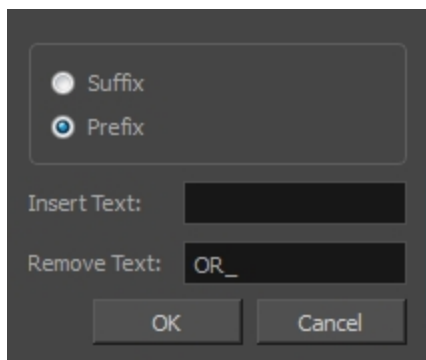 Suffix
Prefix
Insert Text:
Remove Text: OR_
OK Cancel